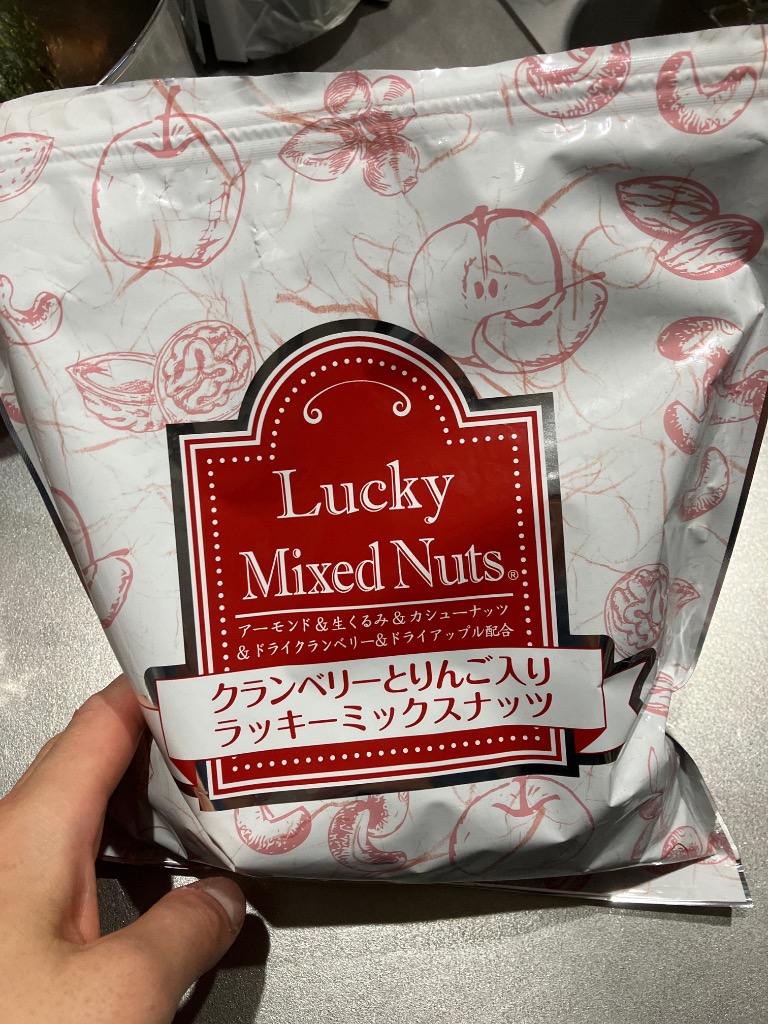 Lucky
Mixed Nuts®
アーモンド&生くるみ&カシューナッツ
&ドライクランベリー&ドライアップル配合
クランベリーとりんご入り
ラッキーミックスナッツ